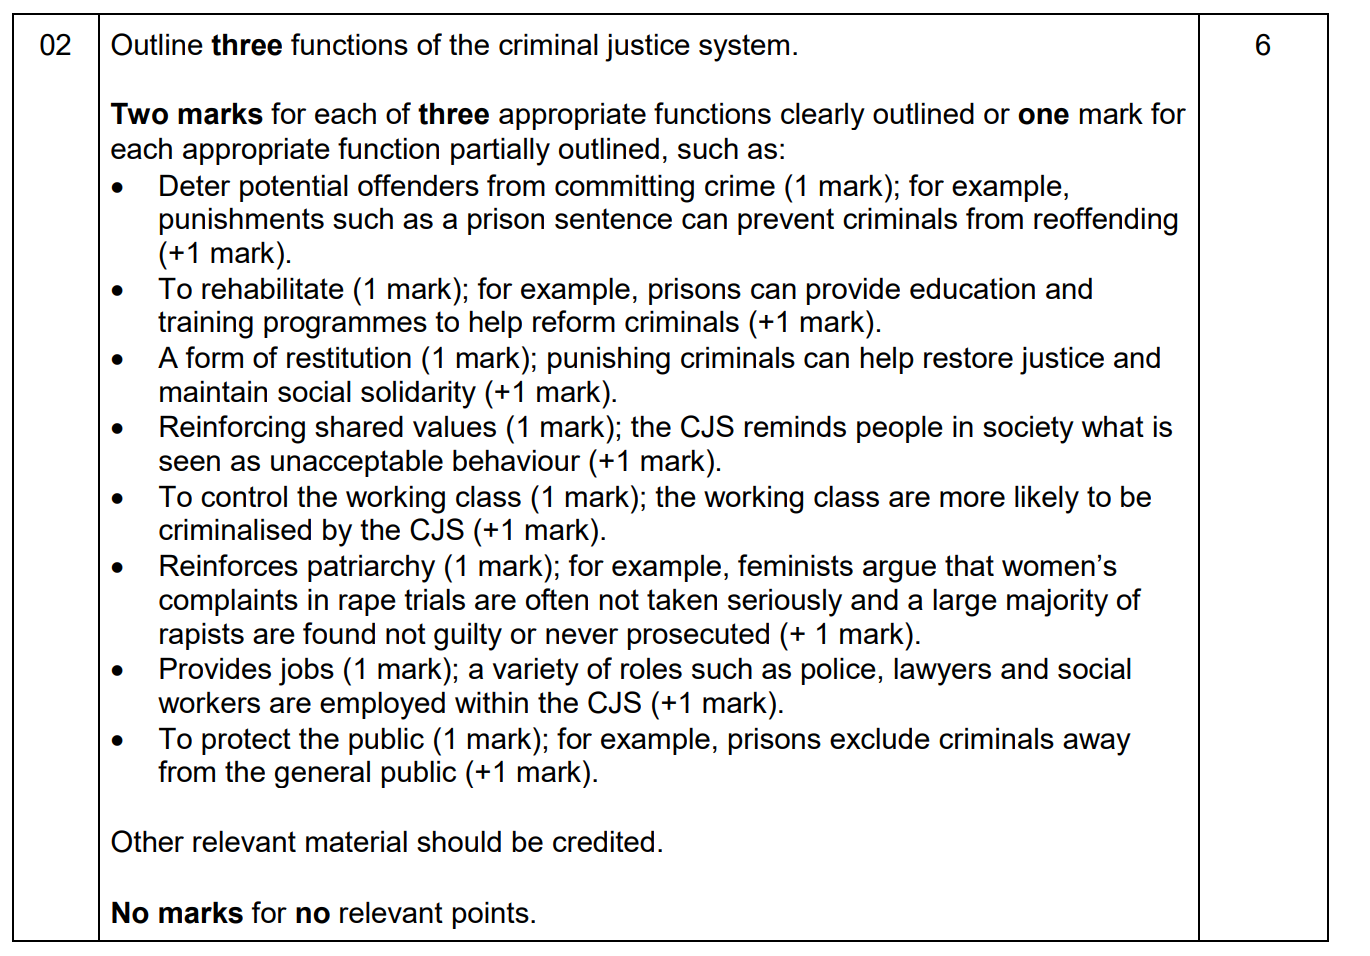 02 Outline three functions of the criminal justice system. 6
Two marks for each of three appropriate functions clearly outlined or one mark for
each appropriate function partially outlined, such as:
• Deter potential offenders from committing crime (1 mark); for example,
punishments such as a prison sentence can prevent criminals from reoffending
(+1 mark).
• To rehabilitate (1 mark); for example, prisons can provide education and
training programmes to help reform criminals (+1 mark).
• A form of restitution (1 mark); punishing criminals can help restore justice and
maintain social solidarity (+1 mark).
• Reinforcing shared values (1 mark); the CJS reminds people in society what is
seen as unacceptable behaviour (+1 mark).
• To control the working class (1 mark); the working class are more likely to be
criminalised by the CJS (+1 mark).
• Reinforces patriarchy (1 mark); for example, feminists argue that women’s
complaints in rape trials are often not taken seriously and a large majority of
rapists are found not guilty or never prosecuted (+ 1 mark).
• Provides jobs (1 mark); a variety of roles such as police, lawyers and social
workers are employed within the CJS (+1 mark).
• To protect the public (1 mark); for example, prisons exclude criminals away
from the general public (+1 mark).
Other relevant material should be credited.
No marks for no relevant points.